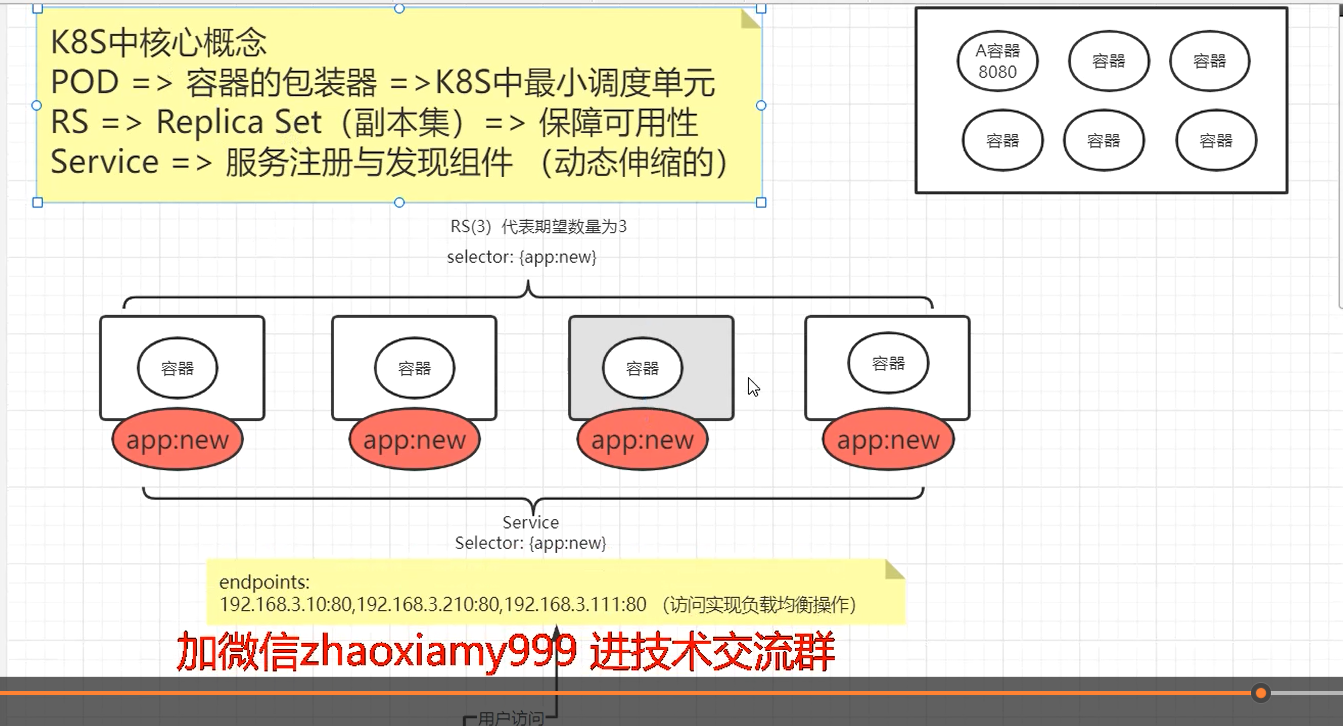 K8S中核心概念
POD => 容器的包装器 =>K8S中最小调度单元
RS => Replica Set（副本集）=> 保障可用性
Service => 服务注册与发现组件 （动态伸缩的）
A容器
8080
容器
容器
容器
容器
容器
RS(3) 代表期望数量为3
selector: {app:new}
容器
容器
容器
容器
app:new
app:new
app:new
app:new
Service
Selector: {app:new}
endpoints:
192.168.3.10:80,192.168.3.210:80,192.168.3.111:80 （访问实现负载均衡操作）
加微信zhaoxiamy999 进技术交流群
用户访问